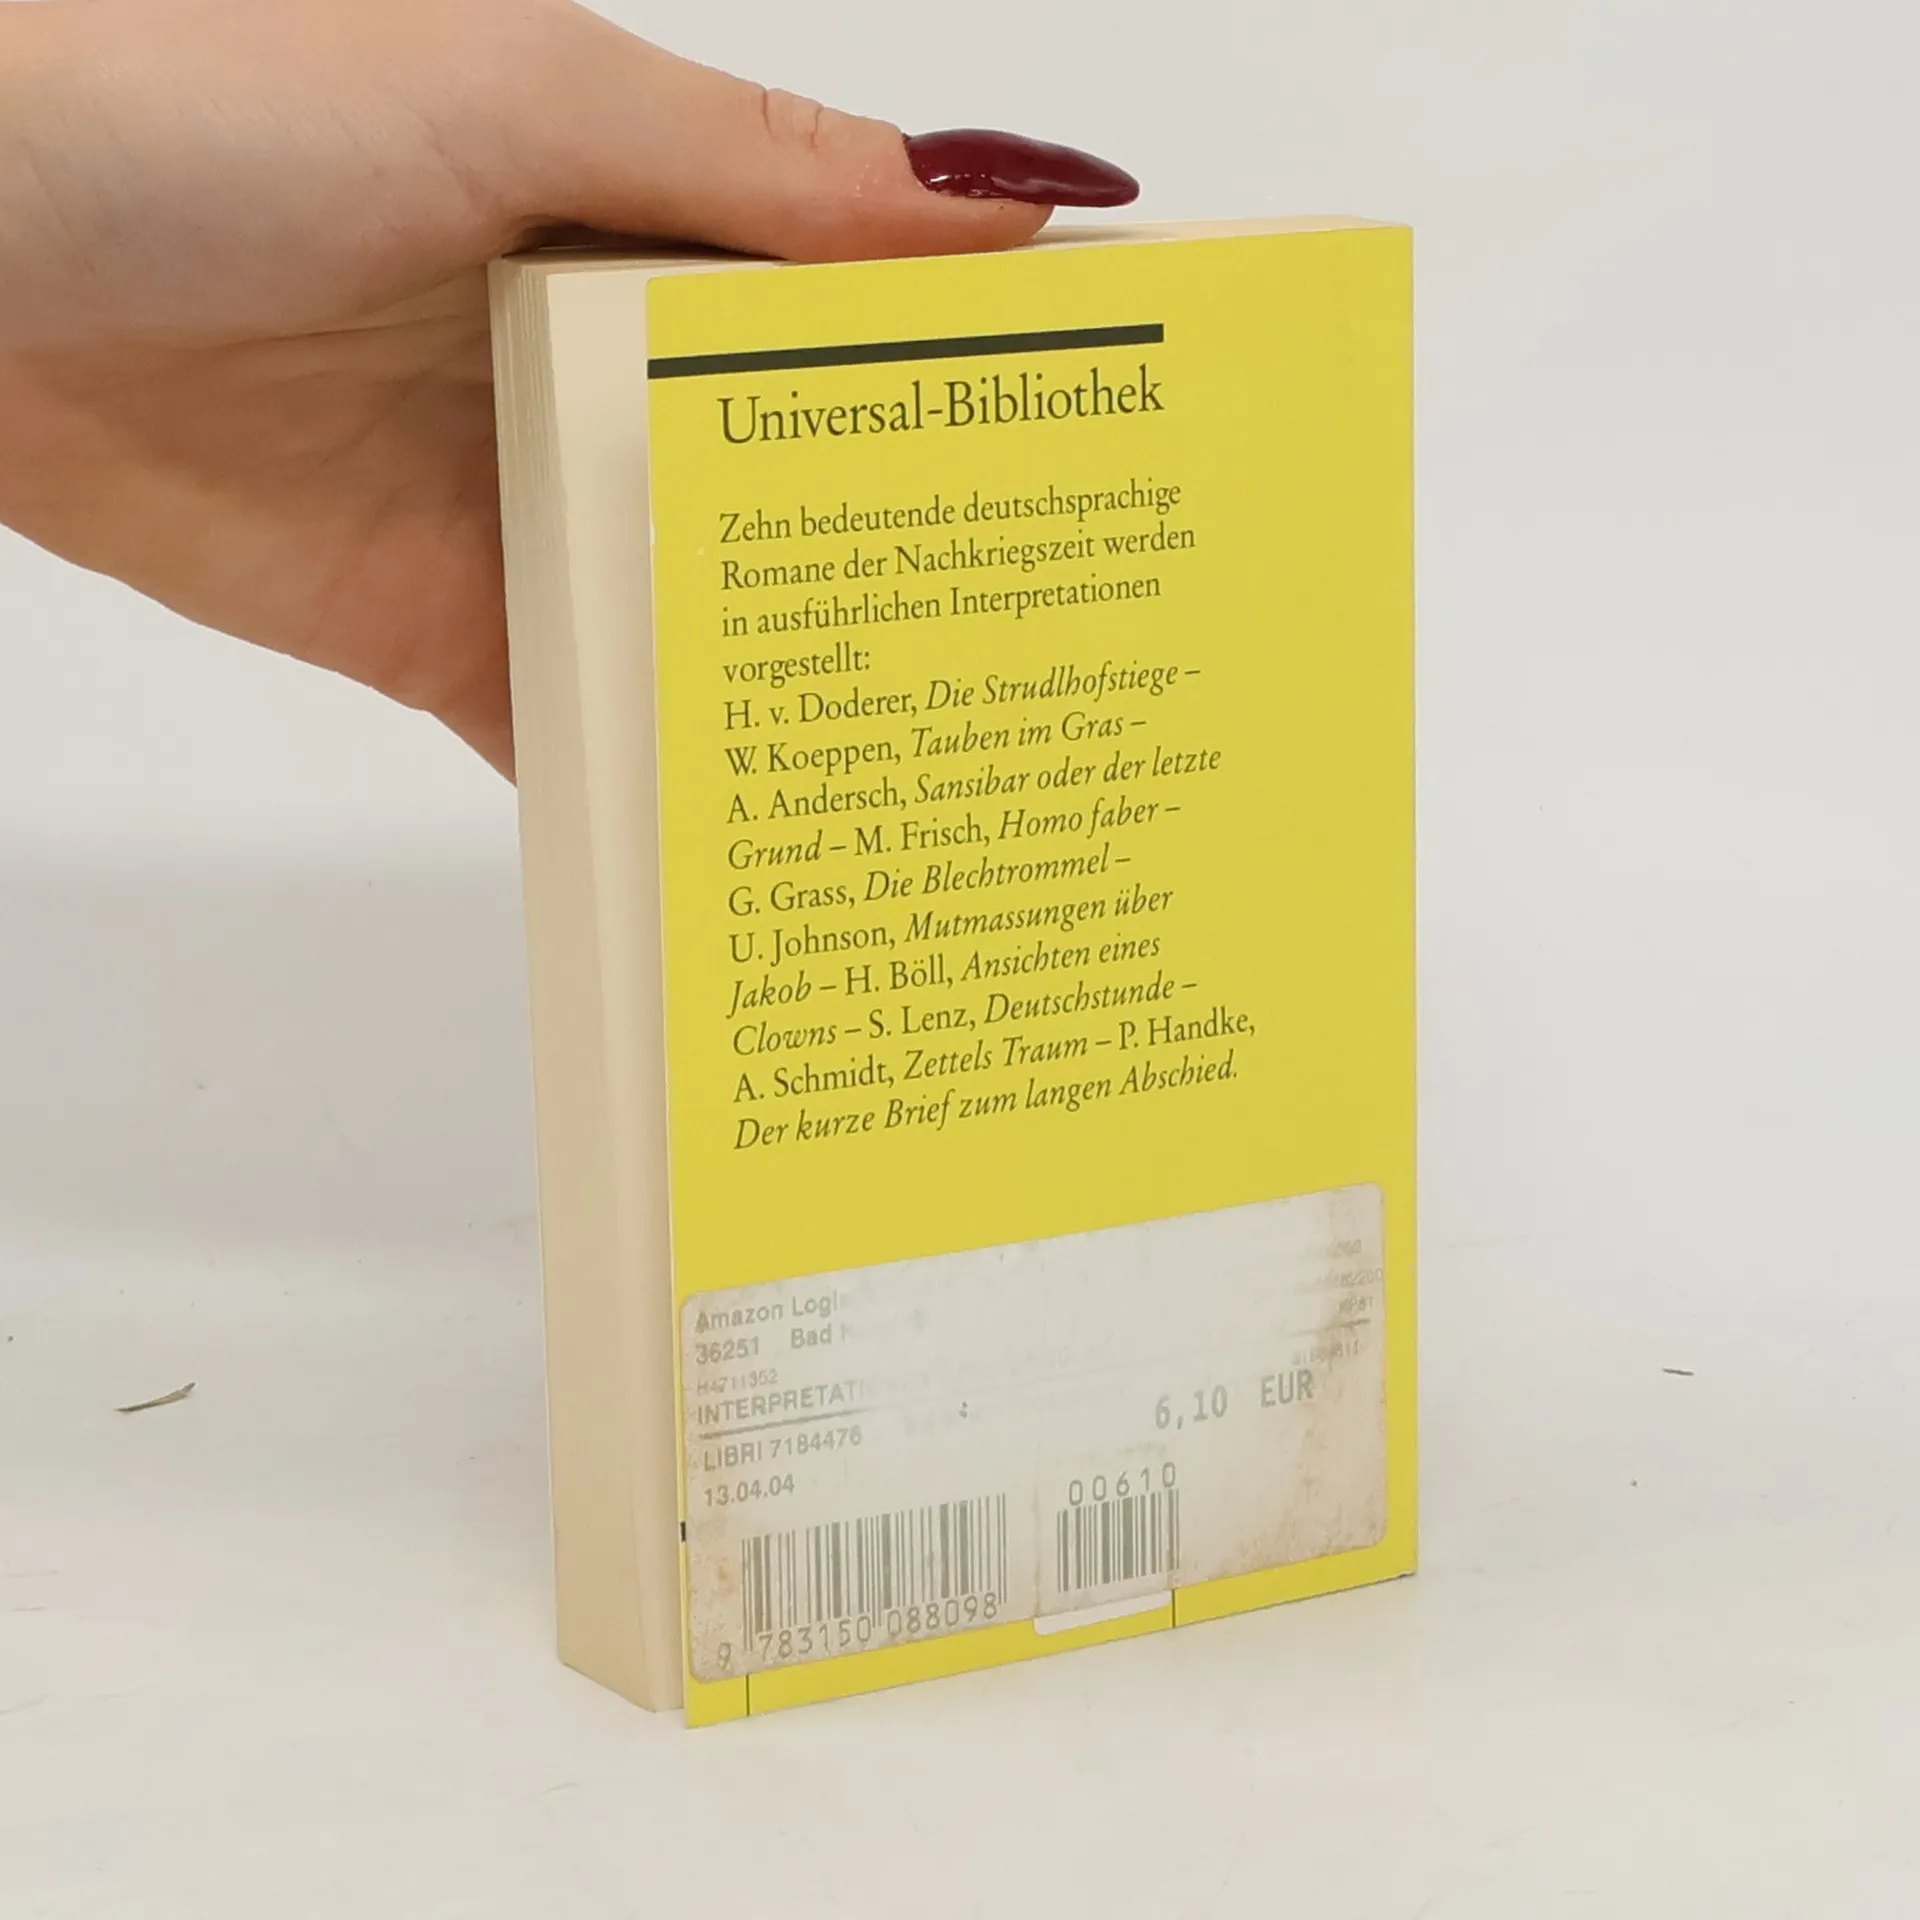 Universal-Bibliothek
Zehn bedeutende deutschsprachige
Romane der Nachkriegszeit werden
in ausführlichen Interpretationen
vorgestellt:
H. v. Doderer, Die Strudlhofstiege –
W. Koeppen, Tauben im Gras –
A. Andersch, Sansibar oder der letzte
Grund – M. Frisch, Homo faber –
G. Grass, Die Blechtrommel –
U. Johnson, Mutmassungen über
Jakob – H. Böll, Ansichten eines
Clowns – S. Lenz, Deutschstunde –
A. Schmidt, Zettels Traum – P. Handke,
Der kurze Brief zum langen Abschied.
Amazon
36251 Bad
H4711352
LIBRI 7184476
6,10 EUR
13.04.04
00610
9 783150 088098